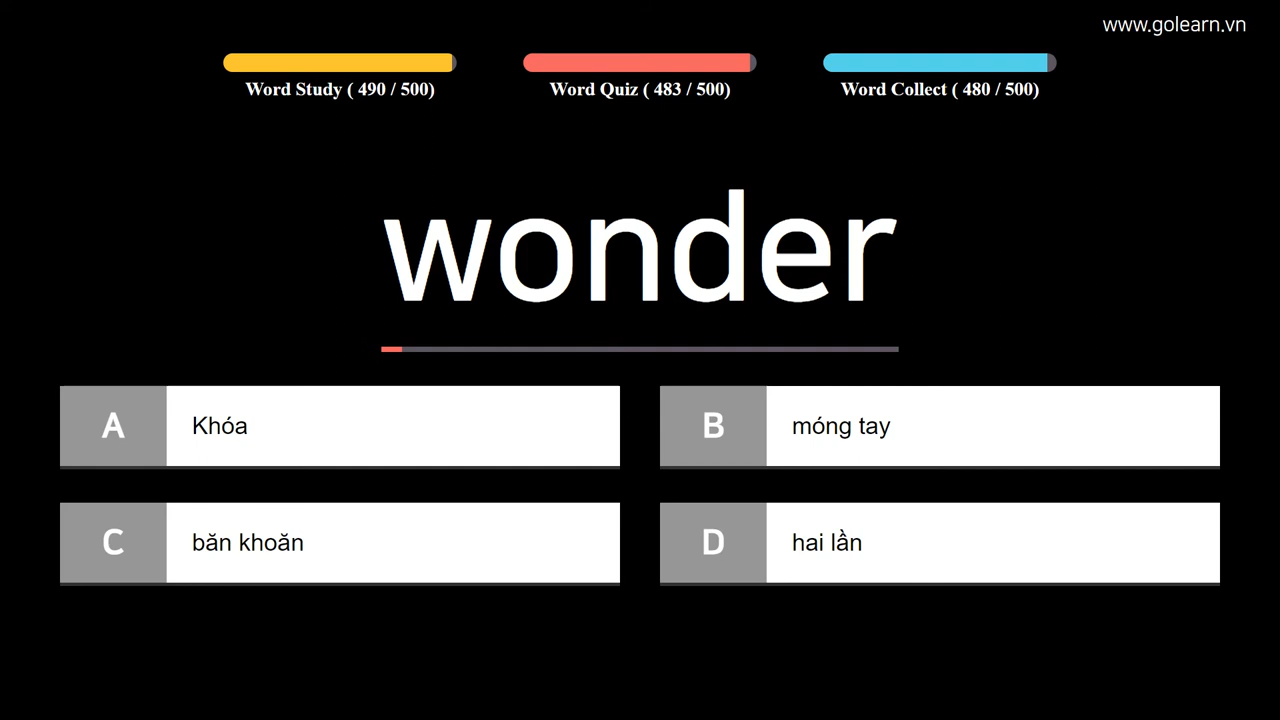 www.golearn.vn
Word Study ( 490 / 500)
Word Quiz ( 483 / 500)
Word Collect ( 480 / 500)
wonder
A Khóa
B móng tay
C băn khoăn
D hai lần